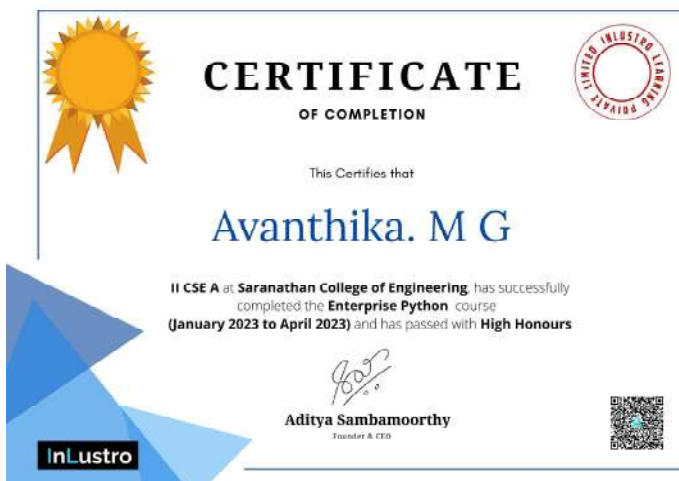 CERTIFICATE
INLUSTRO LEARNING PRIVATE LIMITED
OF COMPLETION
This Certifies that
Avanthika. M G
II CSE A at Saranathan College of Engineering, has successfully
completed the Enterprise Python course
(January 2023 to April 2023) and has passed with High Honours
Aditya Sambamoorthy
Founder & CEO
InLustro